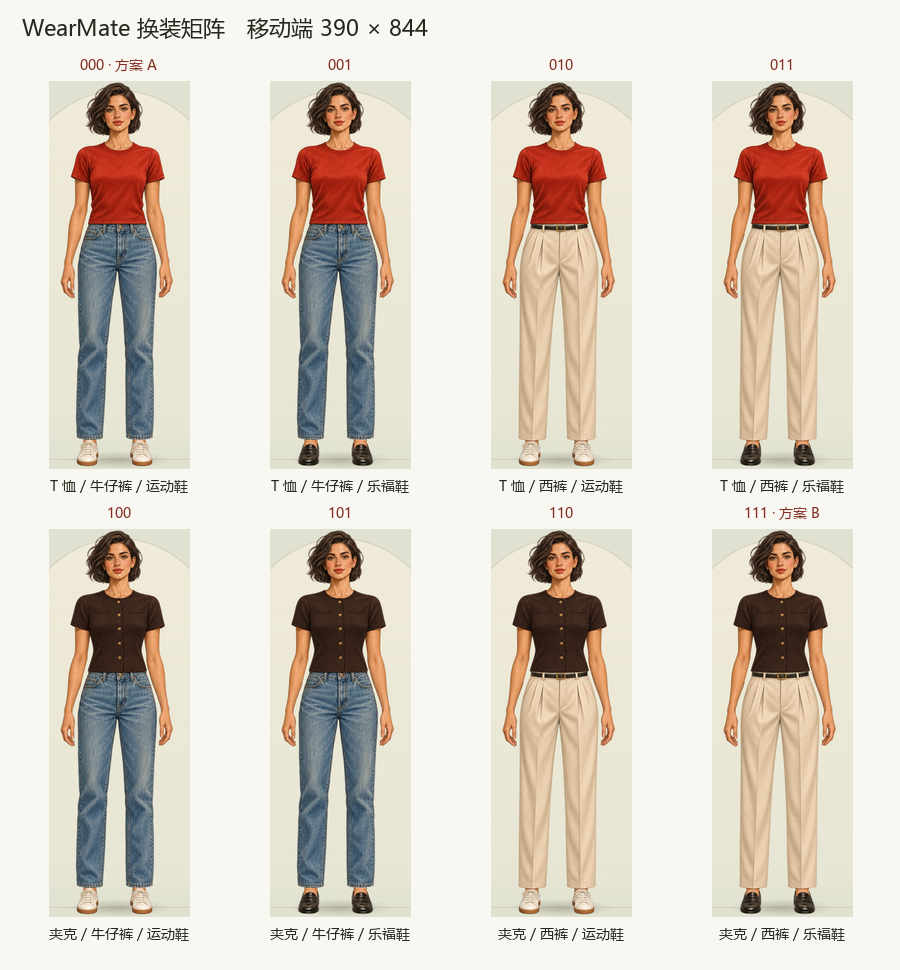 WearMate 换装矩阵 移动端 390 × 844
000 · 方案 A
001
010
011
T 恤 / 牛仔裤 / 运动鞋
T 恤 / 牛仔裤 / 乐福鞋
T 恤 / 西裤 / 运动鞋
T 恤 / 西裤 / 乐福鞋
100
101
110
111 · 方案 B
夹克 / 牛仔裤 / 运动鞋
夹克 / 牛仔裤 / 乐福鞋
夹克 / 西裤 / 运动鞋
夹克 / 西裤 / 乐福鞋